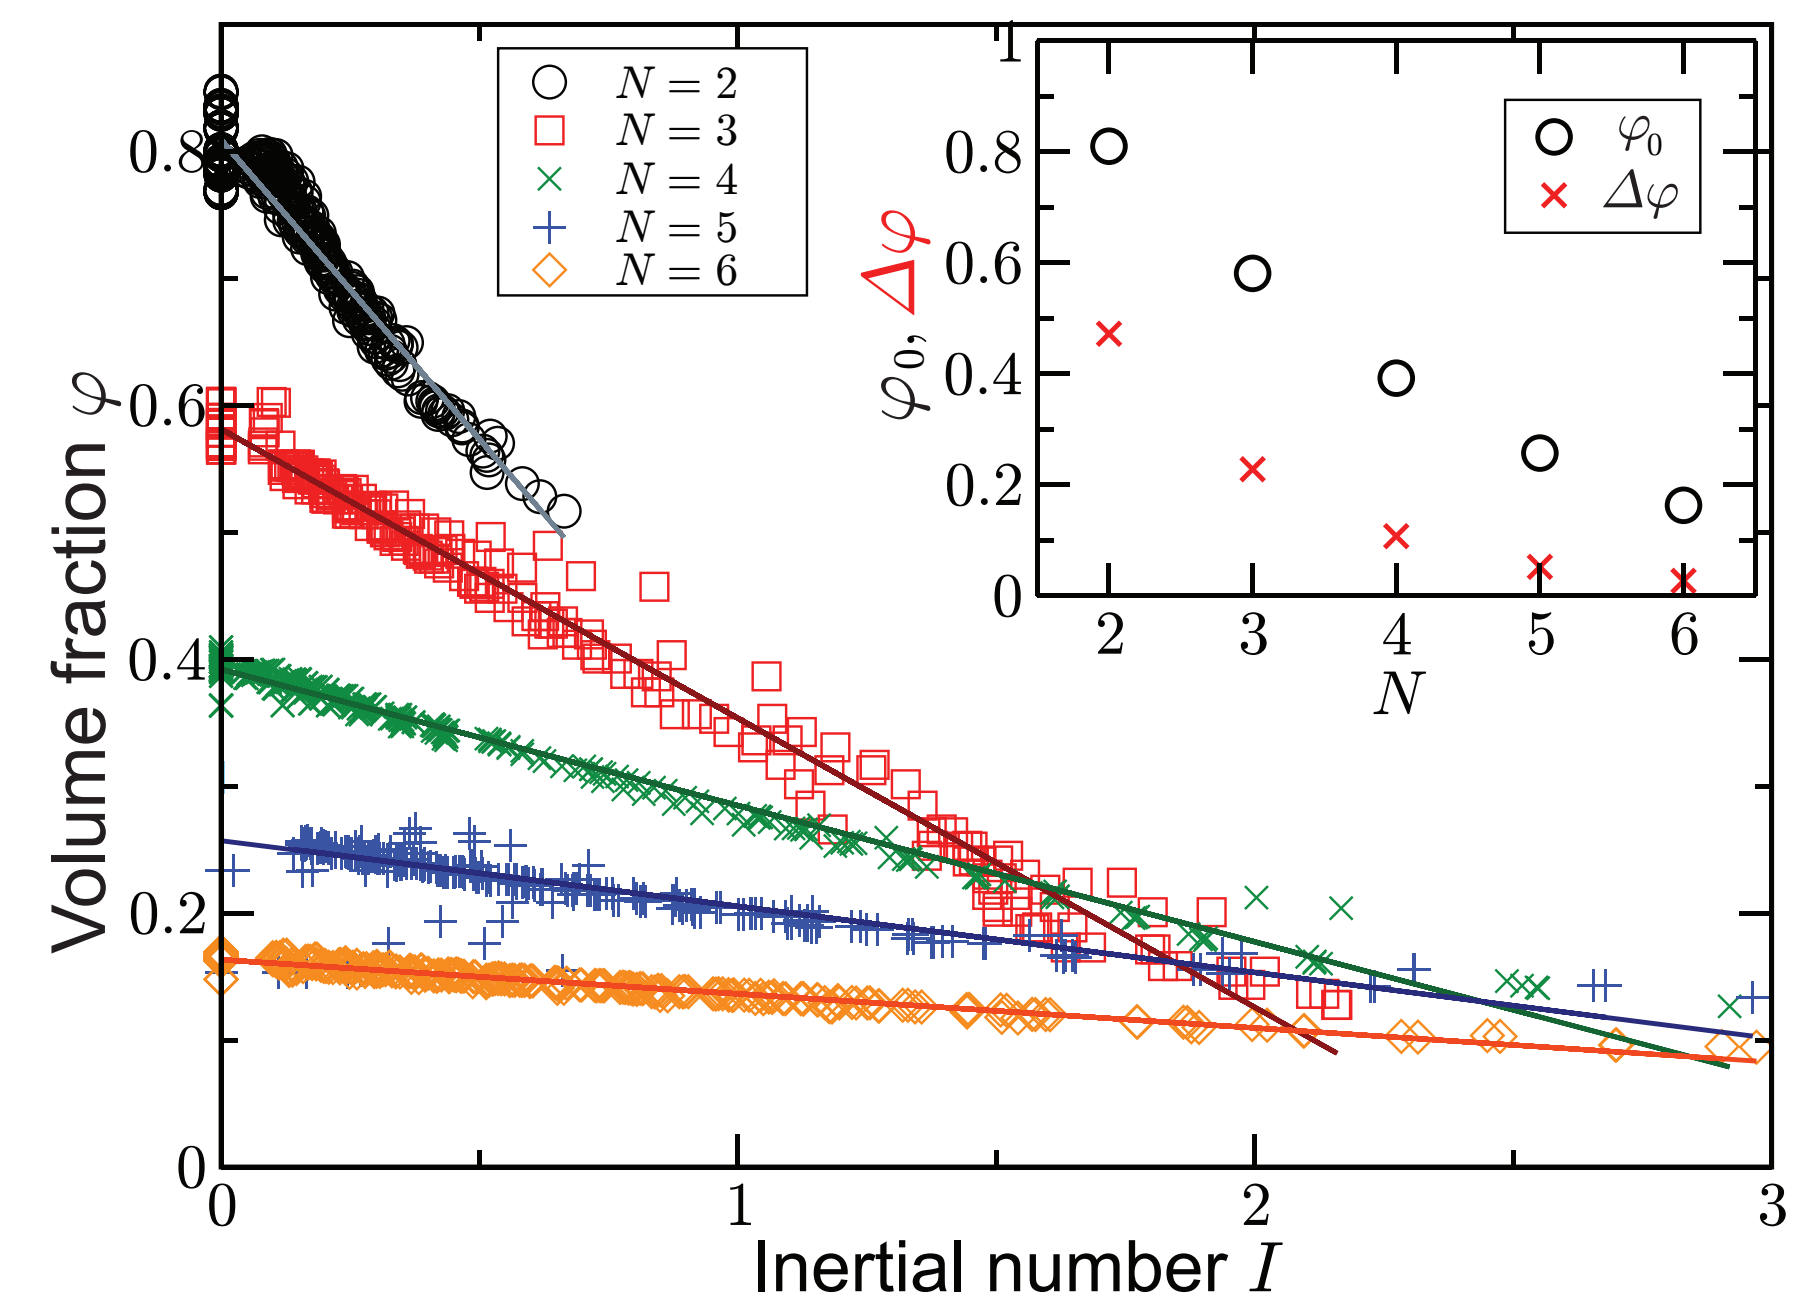 Volume fraction φ
0.8
0.6
0.4
0.2
0
0
1
2
3
Inertial number I
N = 2
N = 3
N = 4
N = 5
N = 6
φ₀, Δφ
1
0.8
0.6
0.4
0.2
0
2
3
4
5
6
N
φ₀
Δφ